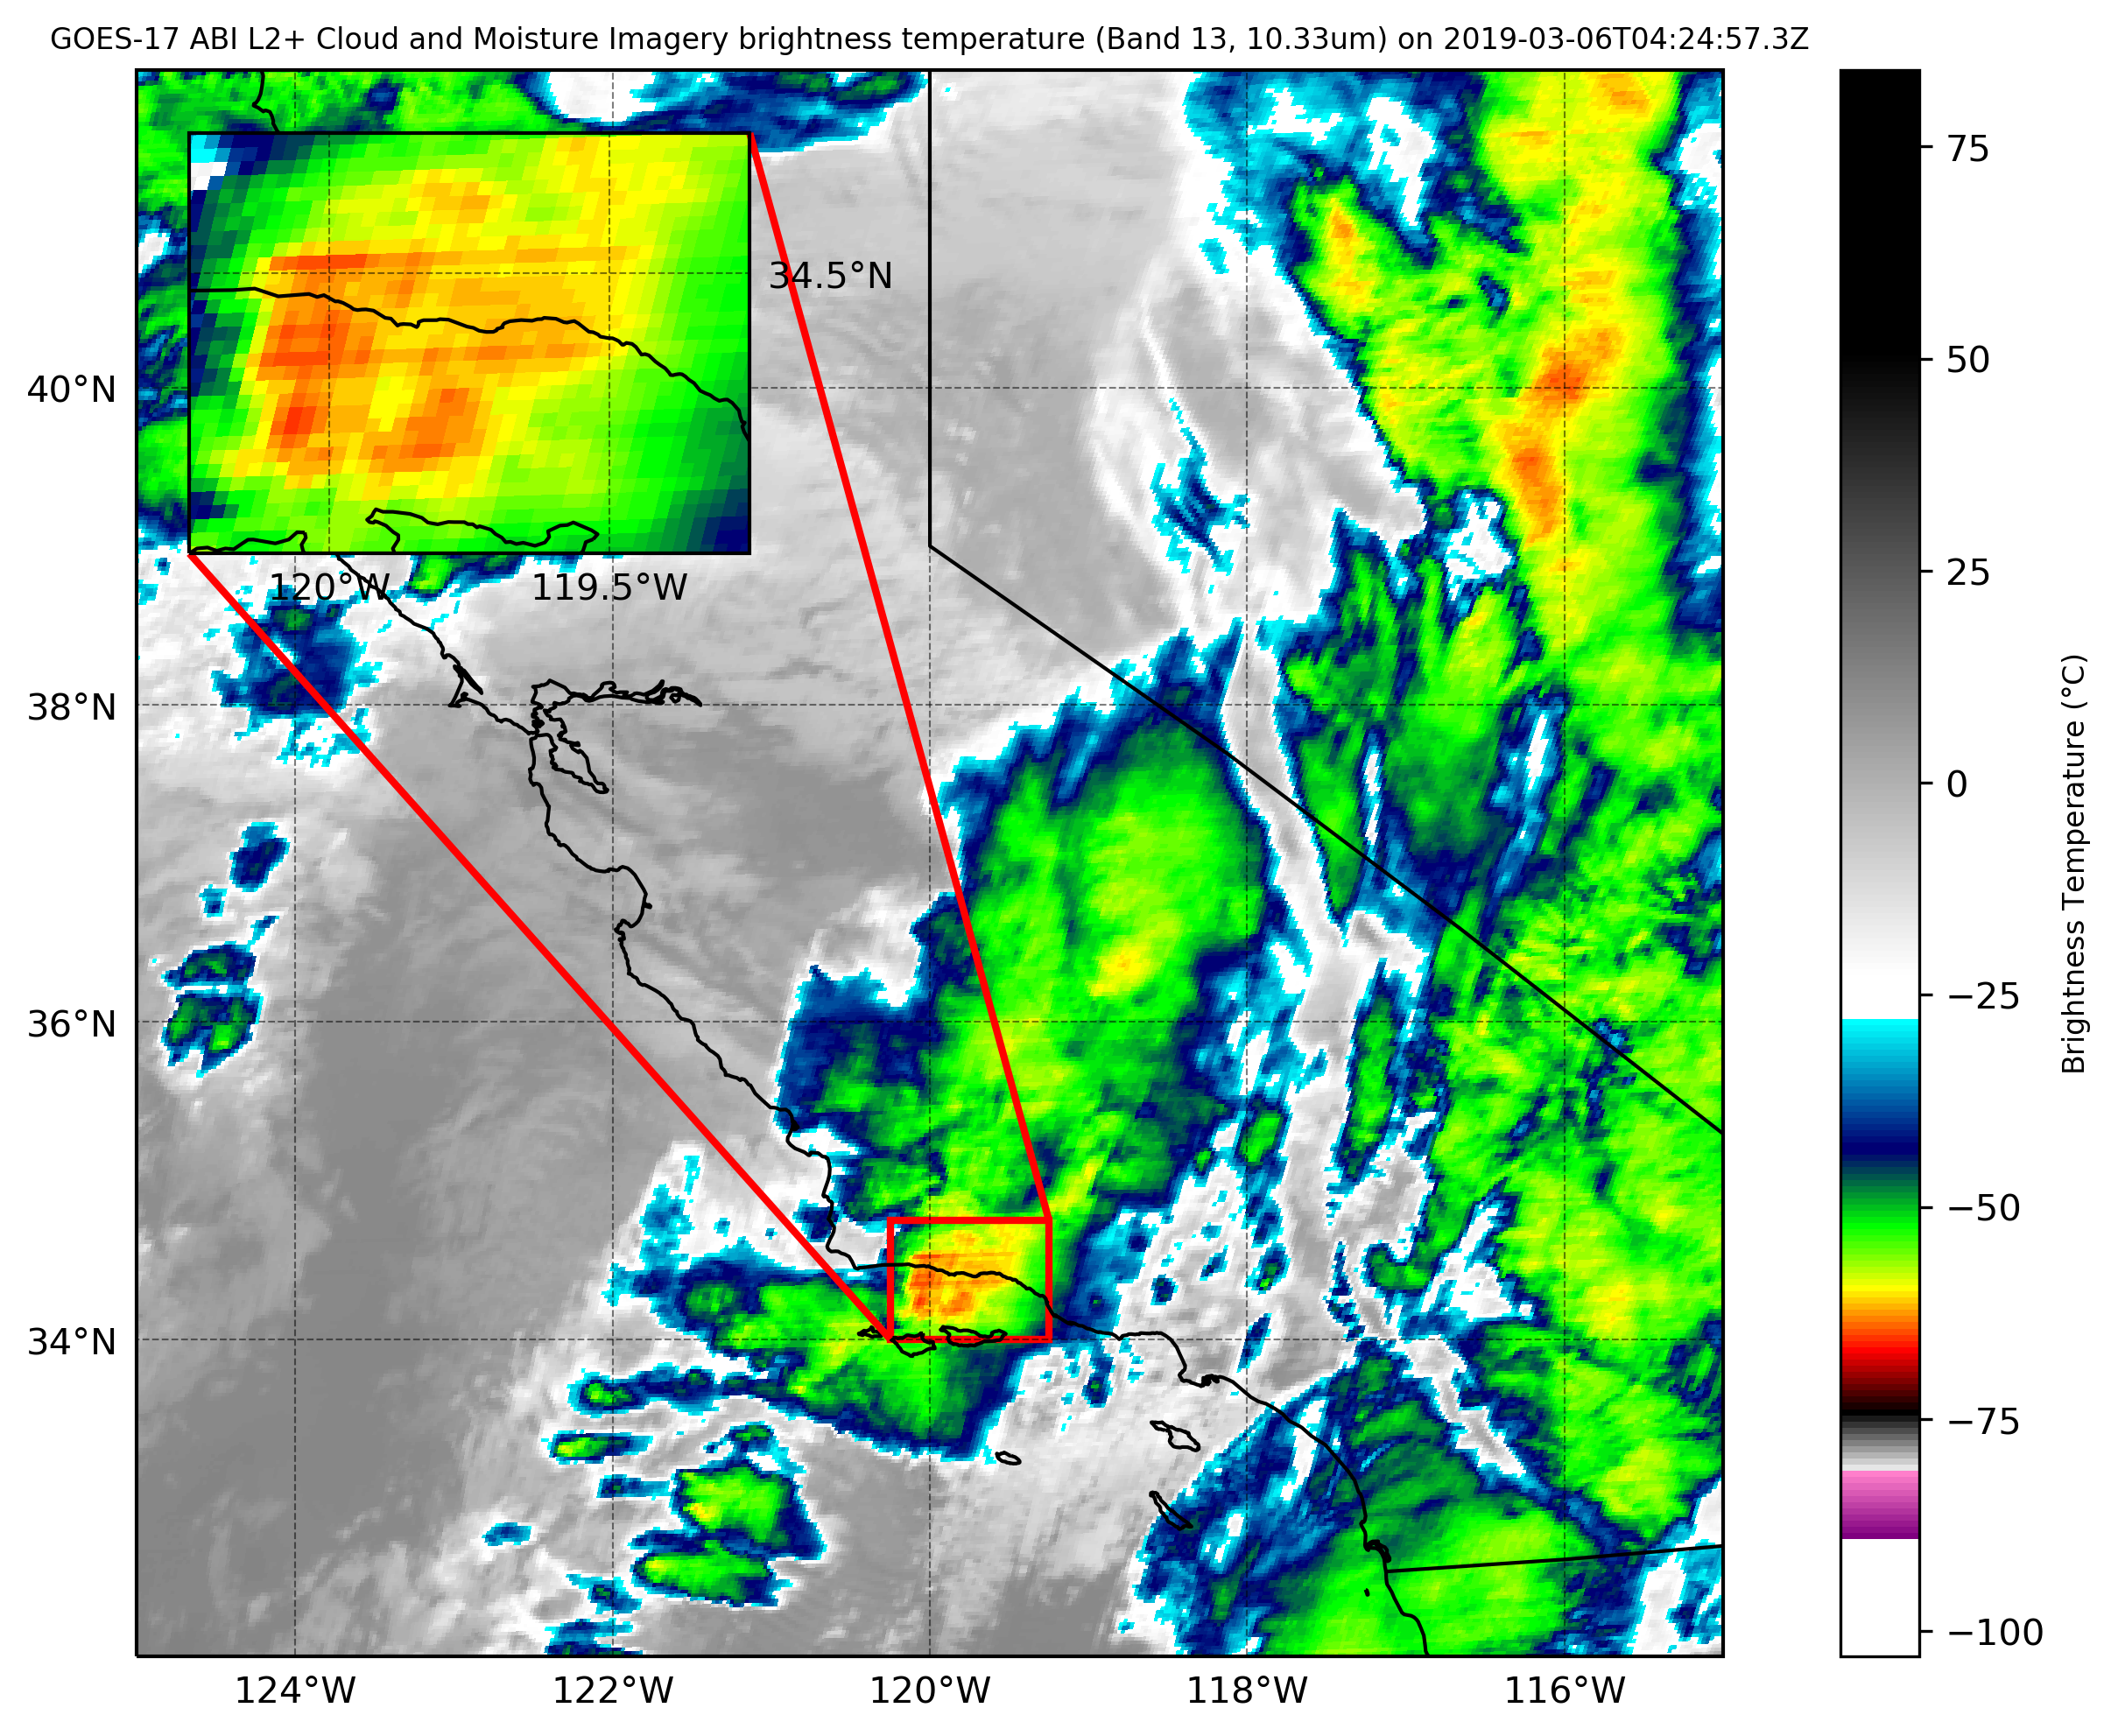 GOES-17 ABI L2+ Cloud and Moisture Imagery brightness temperature (Band 13, 10.33um) on 2019-03-06T04:24:57.3Z
34.5°N
120°W 119.5°W
40°N
38°N
36°N
34°N
124°W 122°W 120°W 118°W 116°W
75
50
25
0
−25
−50
−75
−100
Brightness Temperature (°C)